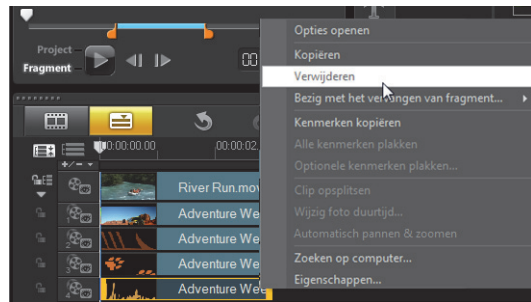 Opties openen
Kopiëren
Verwijderen
Bezig met het vervangen van fragment...
Kenmerken kopiëren
Alle kenmerken plakken
Optionele kenmerken plakken...
Clip opsplitsen
Wijzig foto duurtijd...
Automatisch pannen & zoomen
Zoeken op computer...
Eigenschappen...
Project
Fragment
00
00:00:00.00
00:00:02.
River Run.mov
Adventure We
Adventure We
Adventure We
Adventure Wee